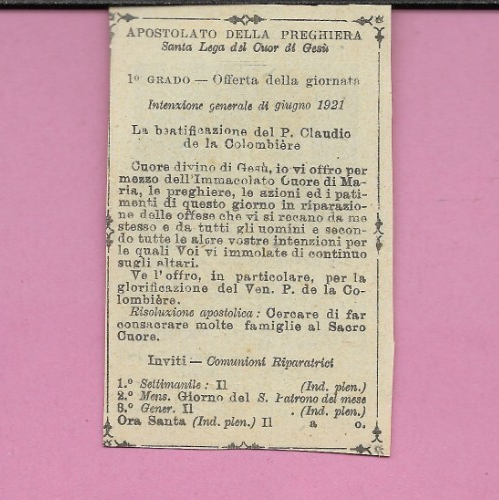 APOSTOLATO DELLA PREGHIERA
Santa Lega del Cuor di Gesù
1º GRADO — Offerta della giornata
Intenzione generale di giugno 1921
La beatificazione del P. Claudio
de la Colombière
Cuore divino di Gesù, io vi offro per
mezzo dell'Immacolato Cuore di Ma-
ria, le preghiere, le azioni ed i pati-
menti di questo giorno in riparazio-
ne delle offese che vi si recano da me
stesso e da tutti gli uomini e secon-
do tutte le altre vostre intenzioni per
le quali Voi vi immolate di continuo
sugli altari.
Ve l'offro, in particolare, per la
glorificazione del Ven. P. de la Co-
lombière.
Risoluzione apostolica: Cercare di far
consacrare molte famiglie al Sacro
Cuore.
Inviti — Comunioni Riparatrici
1.º Settimanile: Il (Ind. plen.)
2.º Mens. Giorno del S. Patrono del mese
3.º Gener. Il . (Ind. plen.)
Ora Santa (Ind. plen.) Il a o.